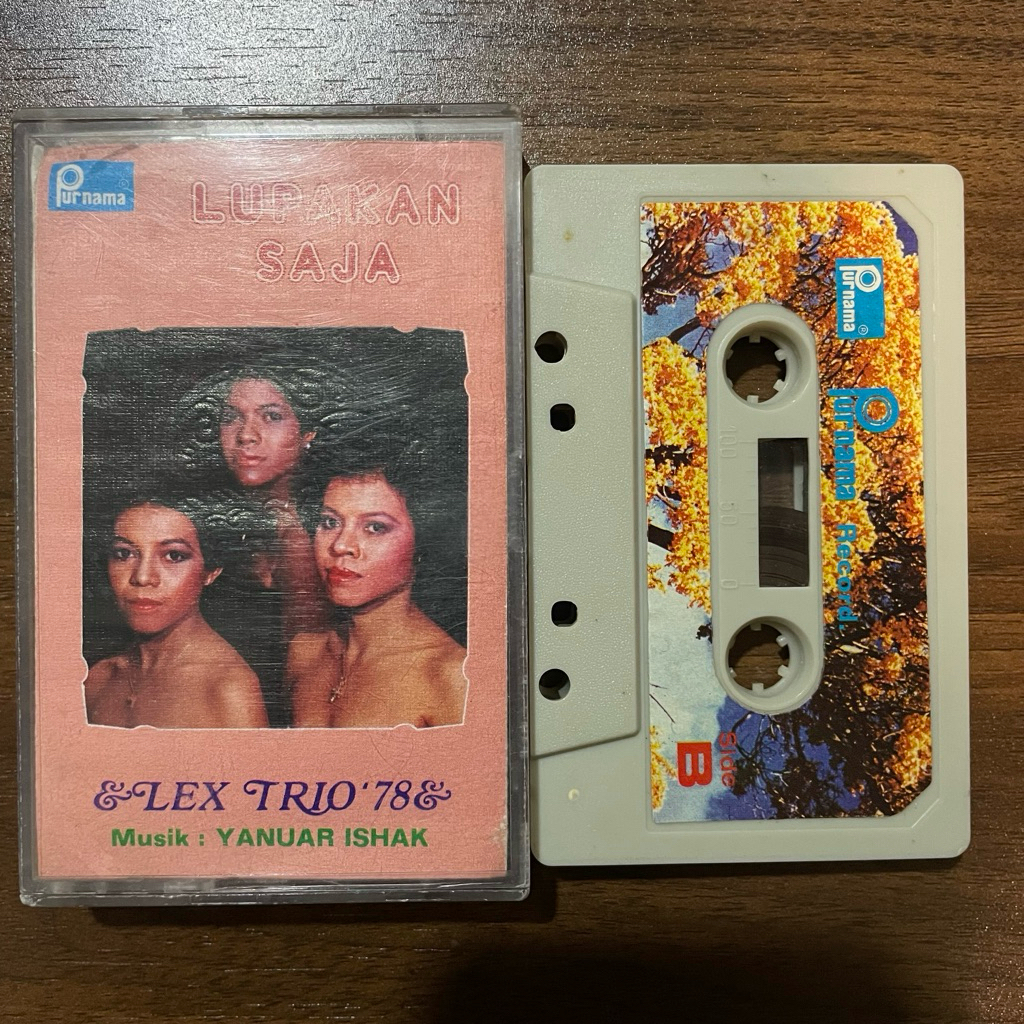 Purnama
LUPAKAN
SAJA
& LEX TRIO '78 &
Musik : YANUAR ISHAK
Purnama ®
Purnama Record.
100 50 0
Side
B